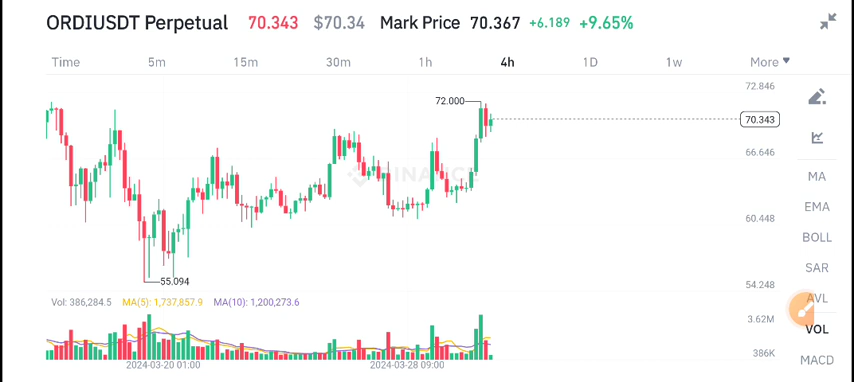 ORDIUSDT Perpetual 70.343 $70.34 Mark Price 70.367 +6.189 +9.65%
Time 5m 15m 30m 1h 4h 1D 1w More
72.846
72.000
70.343
66.646
BINANCE
MA
EMA
60.448
BOLL
SAR
55.094
54.248
AVL
Vol: 386,284.5 MA(5): 1,737,857.9 MA(10): 1,200,273.6
3.62M
VOL
386K
MACD
2024-03-20 01:00 2024-03-28 09:00